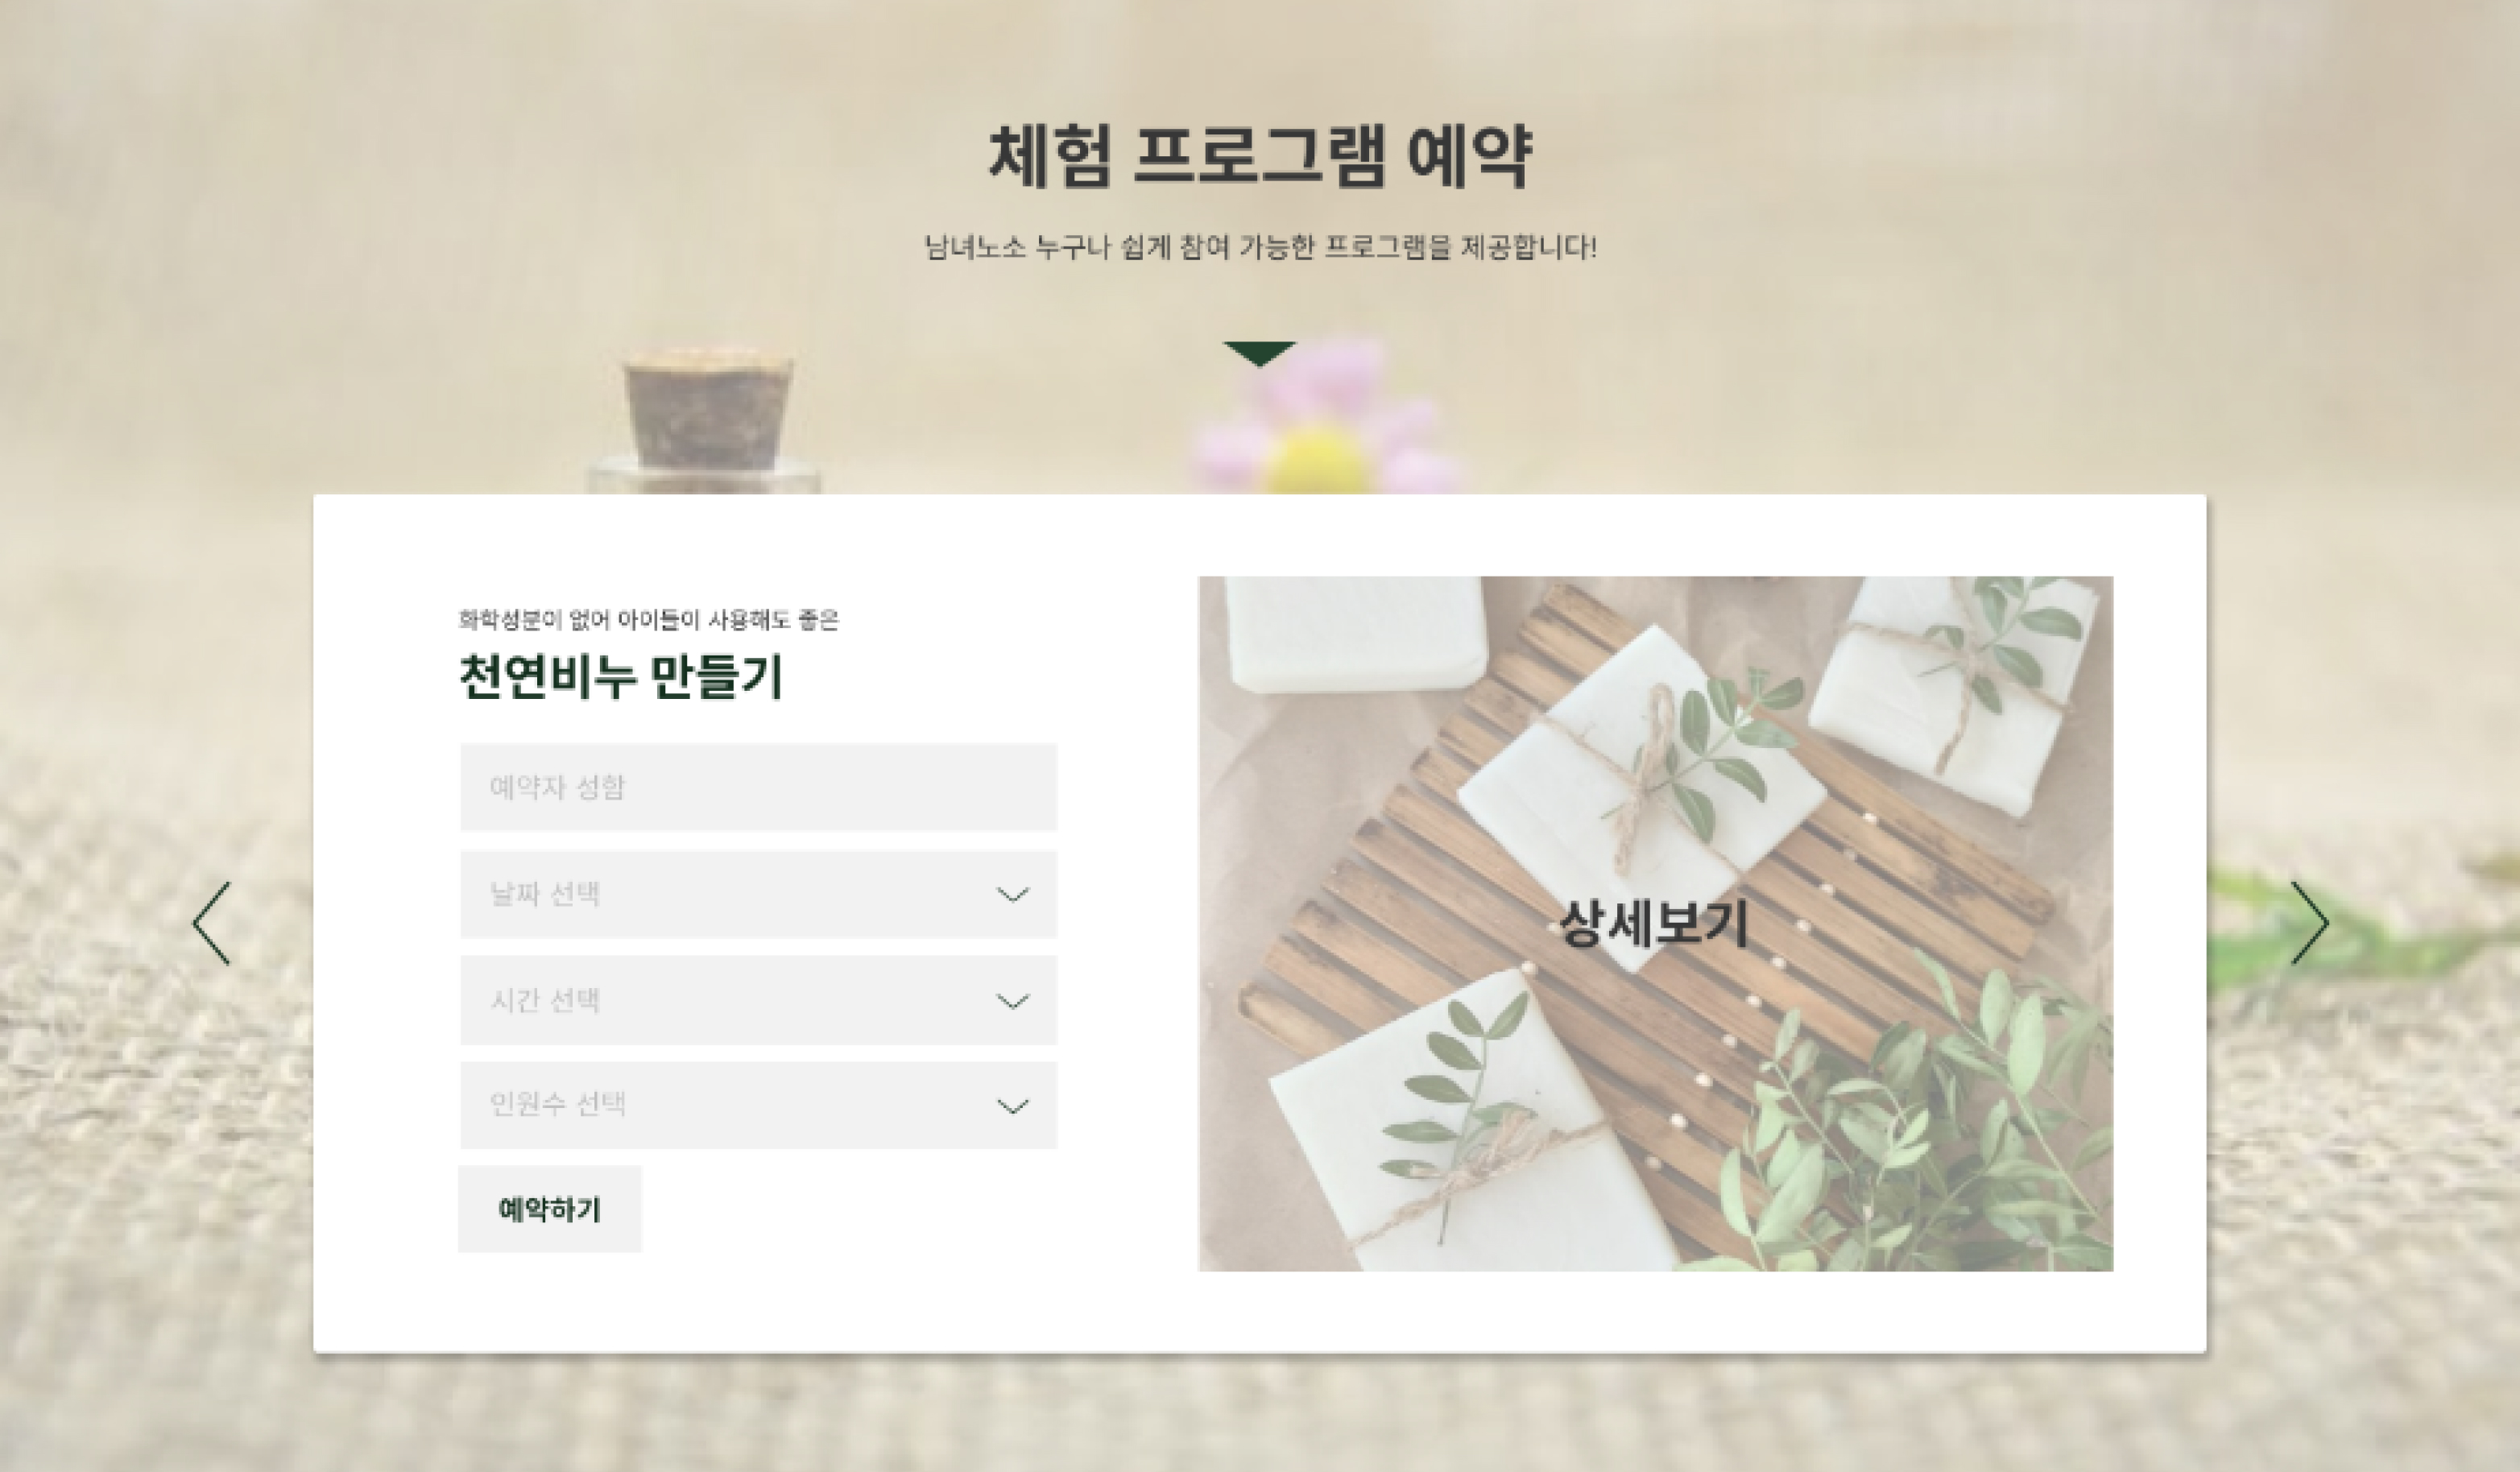 체험 프로그램 예약
남녀노소 누구나 쉽게 참여 가능한 프로그램을 제공합니다!
화학성분이 없어 아이들이 사용해도 좋은
천연비누 만들기
예약자 성함
날짜 선택
시간 선택
인원수 선택
예약하기
상세보기